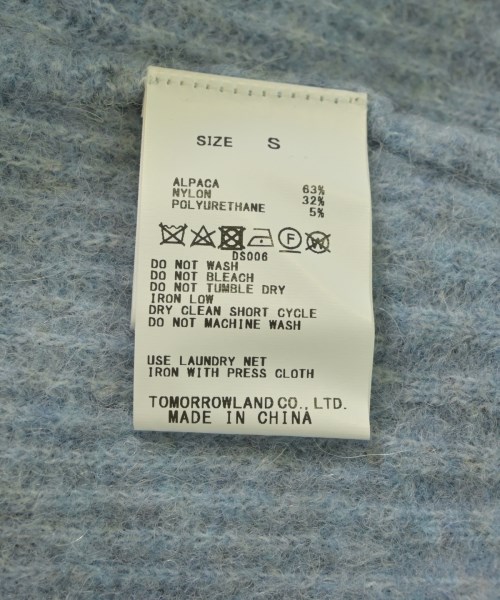 SIZE S
ALPACA 63%
NYLON 32%
POLYURETHANE 5%
F W
DS006
DO NOT WASH
DO NOT BLEACH
DO NOT TUMBLE DRY
IRON LOW
DRY CLEAN SHORT CYCLE
DO NOT MACHINE WASH
USE LAUNDRY NET
IRON WITH PRESS CLOTH
TOMORROWLAND CO., LTD.
MADE IN CHINA